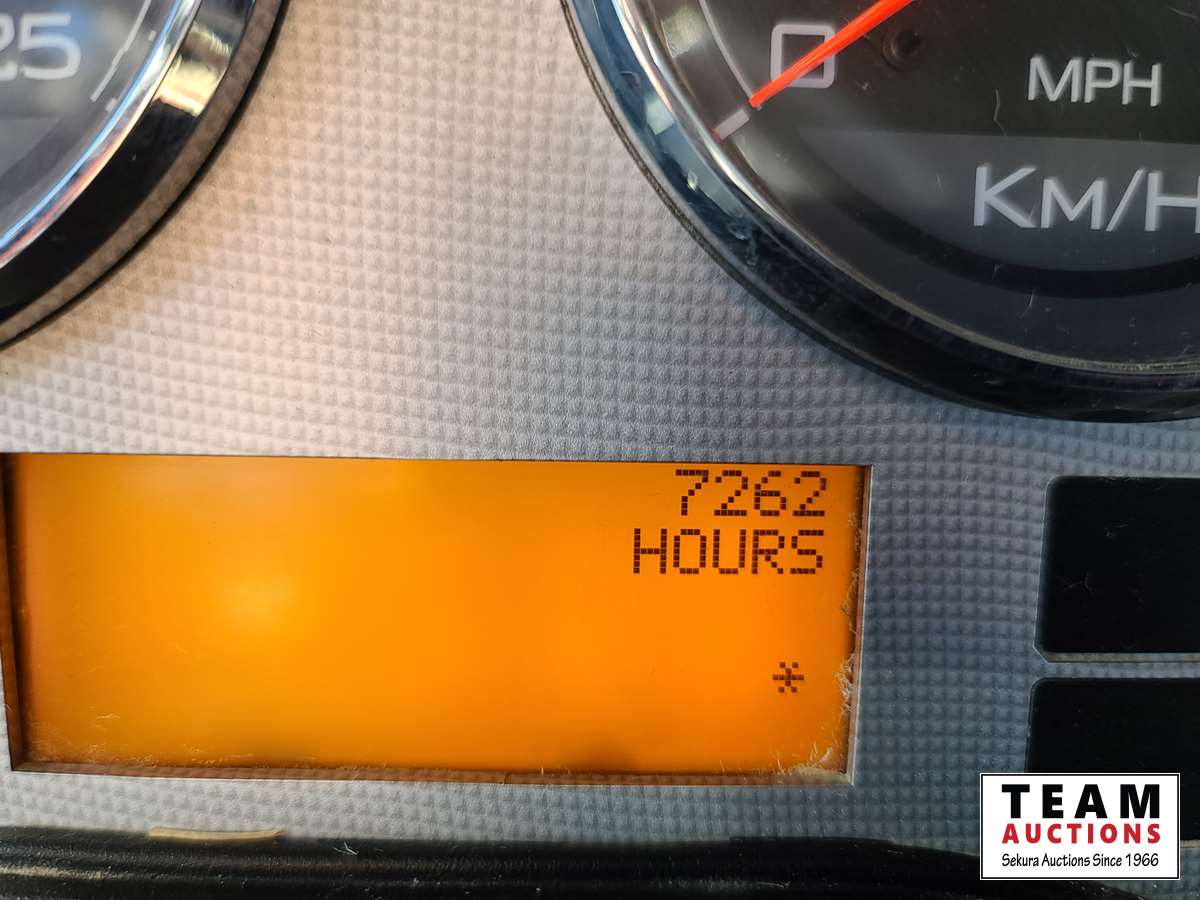 25
0
MPH
KM/H
7262
HOURS
*
TEAM
AUCTIONS
Sekura Auctions Since 1966